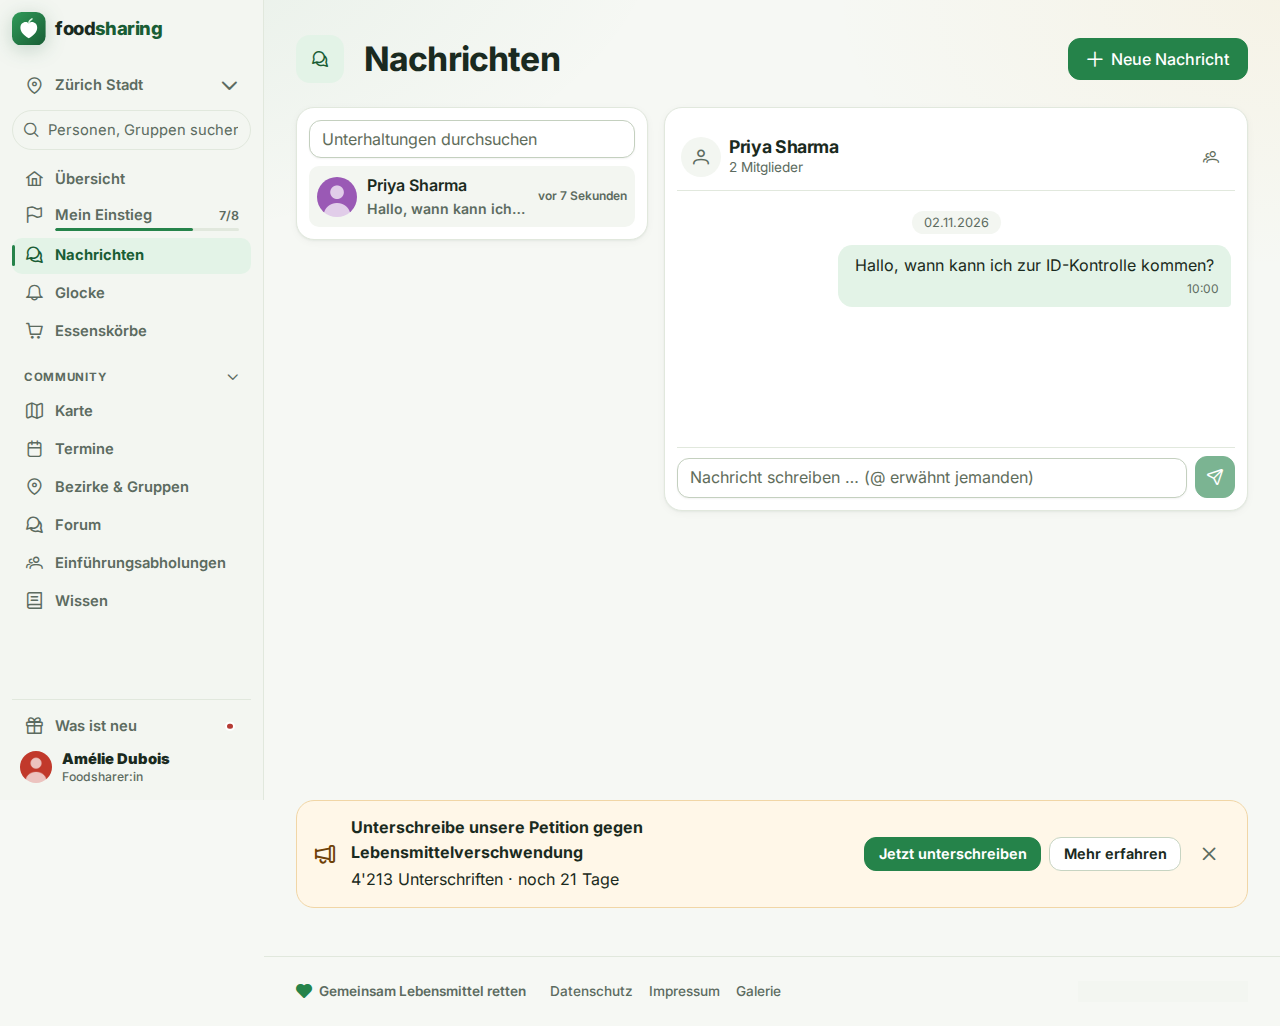 foodsharing
Zürich Stadt
Personen, Gruppen sucher
Übersicht
Mein Einstieg 7/8
Nachrichten
Glocke
Essenskörbe
COMMUNITY
Karte
Termine
Bezirke & Gruppen
Forum
Einführungsabholungen
Wissen
Was ist neu
Amélie Dubois
Foodsharer:in
Nachrichten
Neue Nachricht
Unterhaltungen durchsuchen
Priya Sharma
vor 7 Sekunden
Hallo, wann kann ich...
Priya Sharma
2 Mitglieder
02.11.2026
Hallo, wann kann ich zur ID-Kontrolle kommen?
10:00
Nachricht schreiben ... (@ erwähnt jemanden)
Unterschreibe unsere Petition gegen
Lebensmittelverschwendung
4'213 Unterschriften · noch 21 Tage
Jetzt unterschreiben
Mehr erfahren
Gemeinsam Lebensmittel retten Datenschutz Impressum Galerie